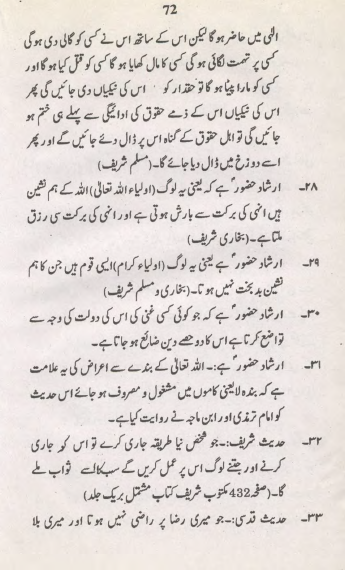 72
الٰہی میں حاضر ہو گا لیکن اس کے ساتھ اس نے کسی کو گالی دی ہو گی
کسی پر تہمت لگائی ہو گی کسی کا مال کھایا ہو گا کسی کو قتل کیا ہو گا اور
کسی کو مارا پیٹا ہو گا تو حقدار کو ' اس کی نیکیاں دی جائیں گی پھر
اس کی نیکیاں اس کے ذمے حقوق کی ادائیگی سے پہلے ہی ختم ہو
جائیں گی تو اہل حقوق کے گناہ اس پر ڈال دئے جائیں گے اور پھر
اسے دوزخ میں ڈال دیا جائے گا۔ (مسلم شریف)
۲۸۔ ارشاد حضورؐ ہے کہ یعنی یہ لوگ (اولیاء اللہ تعالیٰ) اللہ کے ہم نشین
ہیں انہی کی برکت سے بارش ہوتی ہے اور انہی کی برکت سی رزق
ملتا ہے۔ (بخاری شریف)
۲۹۔ ارشاد حضورؐ ہے یعنی یہ لوگ (اولیاء کرام) ایسی قوم ہیں جن کا ہم
نشین بد بخت نہیں ہو تا۔ (بخاری و مسلم شریف)
۳۰۔ ارشاد حضورؐ ہے کہ جو کوئی کسی غنی کی اس کی دولت کی وجہ سے
تواضع کرتا ہے اس کا دو حصے دین ضائع ہو جاتا ہے۔
۳۱۔ ارشاد حضورؐ ہے:۔ اللہ تعالیٰ کے بندے سے اعراض کی یہ علامت
ہے کہ بندہ لایعنی کاموں میں مشغول و مصروف ہو جائے اس حدیث
کو امام ترمذی اور ابن ماجہ نے روایت کیا ہے۔
۳۲۔ حدیث شریف:۔ جو شخص نیا طریقہ جاری کرے تو اس کو جاری
کرنے اور جتنے لوگ اس پر عمل کریں گے سب کا اسے ثواب ملے
گا۔ (صفحہ 432 مکتوب شریف کتاب مشتمل بریک جلد)
۳۳۔ حدیث قدسی:۔ جو میری رضا پر راضی نہیں ہو تا اور میری بلا